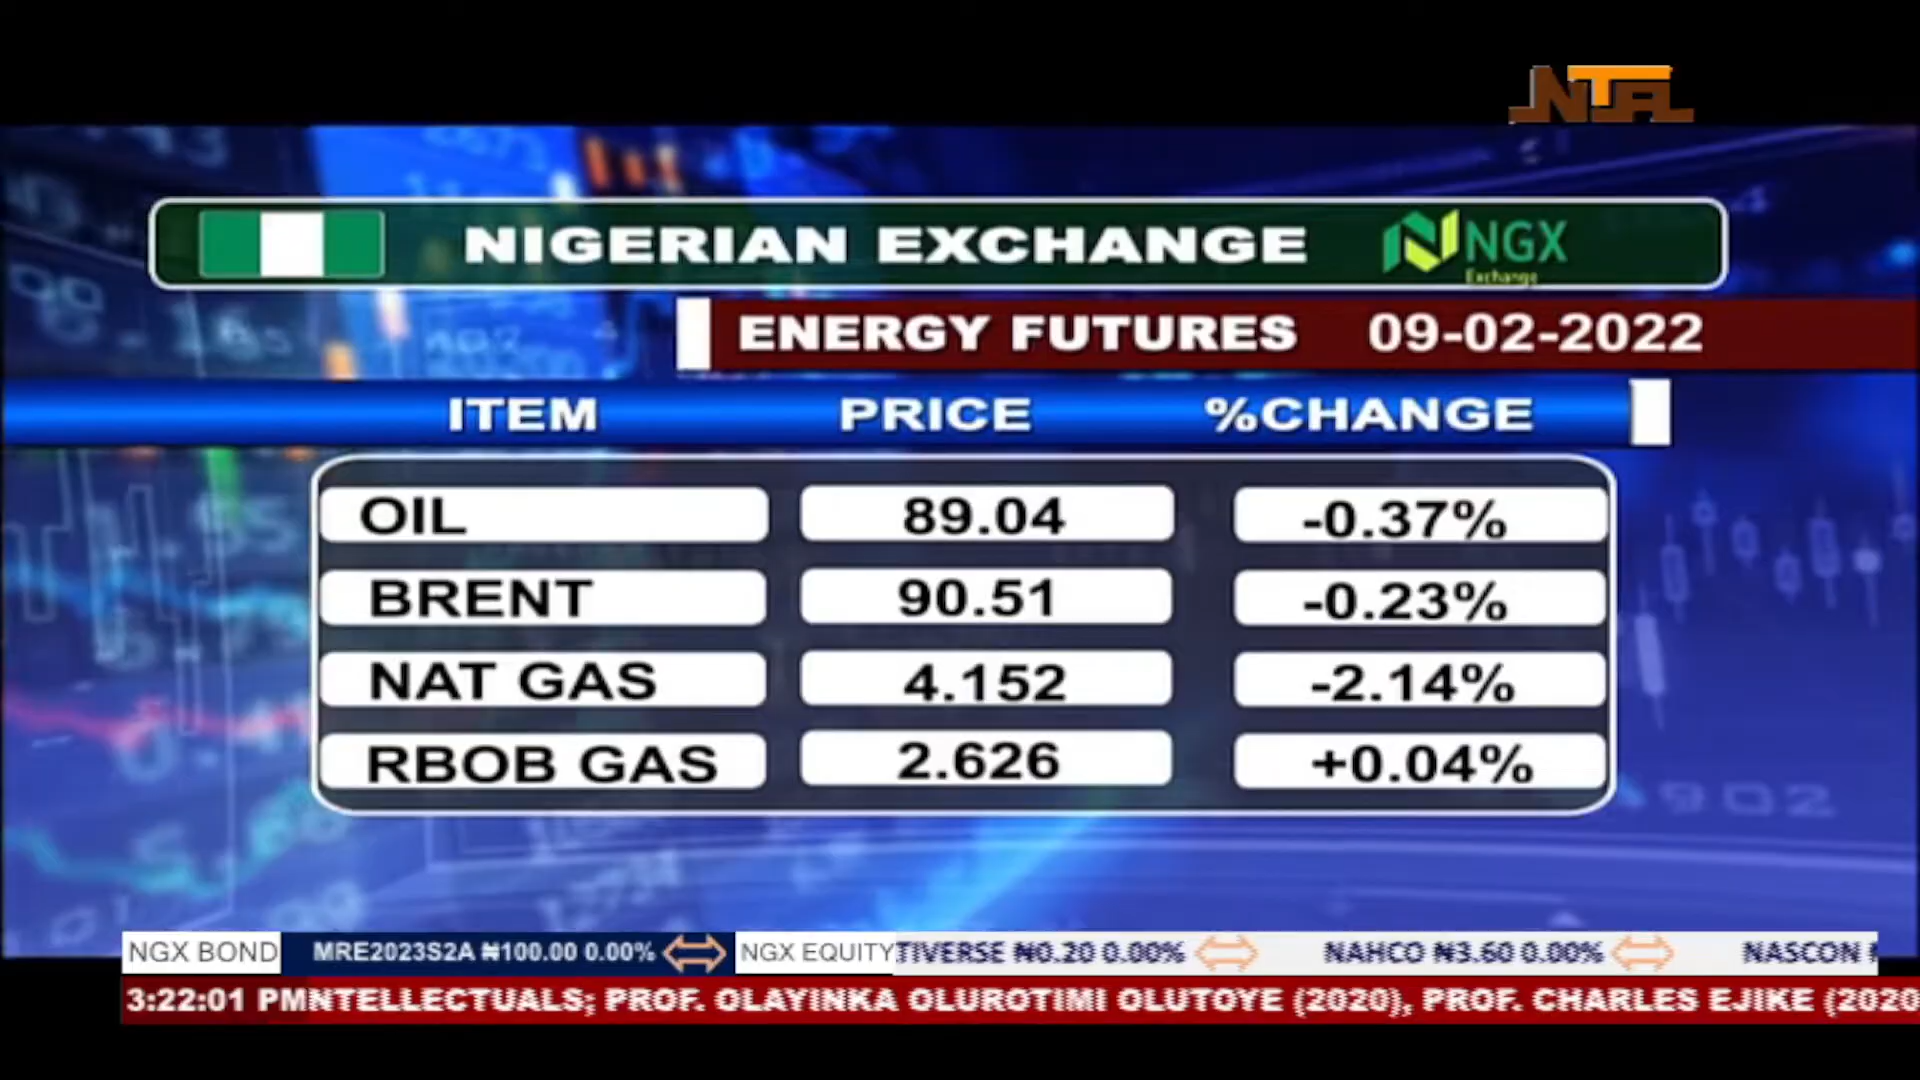 NTA
NIGERIAN EXCHANGE
NGX
Exchange
ENERGY FUTURES 09-02-2022
ITEM PRICE %CHANGE
OIL 89.04 -0.37%
BRENT 90.51 -0.23%
NAT GAS 4.152 -2.14%
RBOB GAS 2.626 +0.04%
NGX BOND MRE2023S2A ₦100.00 0.00% NGX EQUITY TIVERSE ₦0.20 0.00% NAHCO ₦3.60 0.00% NASCON
3:22:01 PM NTELLECTUALS; PROF. OLAYINKA OLUROTIMI OLUTOYE (2020), PROF. CHARLES EJIKE (2020